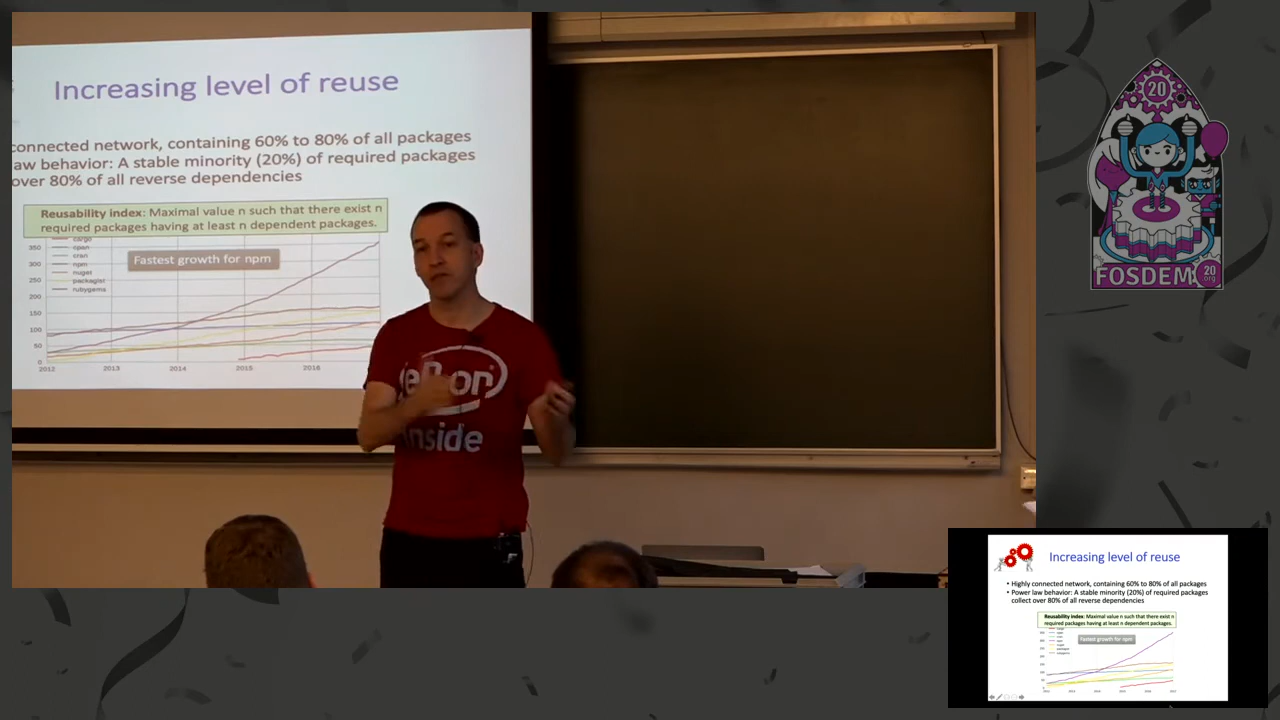 Increasing level of reuse
connected network, containing 60% to 80% of all packages
aw behavior: A stable minority (20%) of required packages
over 80% of all reverse dependencies
Reusability index: Maximal value n such that there exist n
required packages having at least n dependent packages.
Fastest growth for npm
cargo
cpan
cran
npm
nuget
packagist
rubygems
350
300
250
200
150
100
50
0
2012
2013
2014
2015
2016
inside
20
FOSDEM
20
.org
Increasing level of reuse
• Highly connected network, containing 60% to 80% of all packages
• Power law behavior: A stable minority (20%) of required packages
collect over 80% of all reverse dependencies
Reusability index: Maximal value n such that there exist n
required packages having at least n dependent packages.
Fastest growth for npm